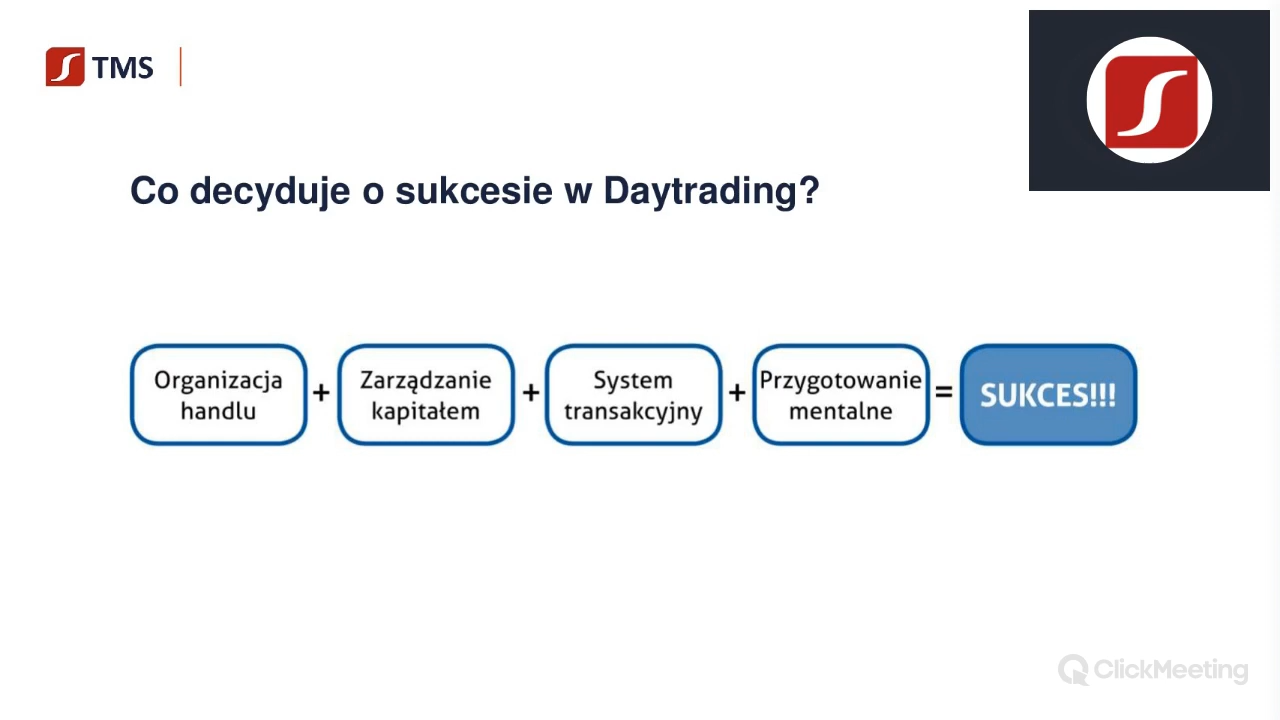 TMS
Co decyduje o sukcesie w Daytrading?
Organizacja
handlu
+
Zarządzanie
kapitałem
+
System
transakcyjny
+
Przygotowanie
mentalne
=
SUKCES!!!
ClickMeeting